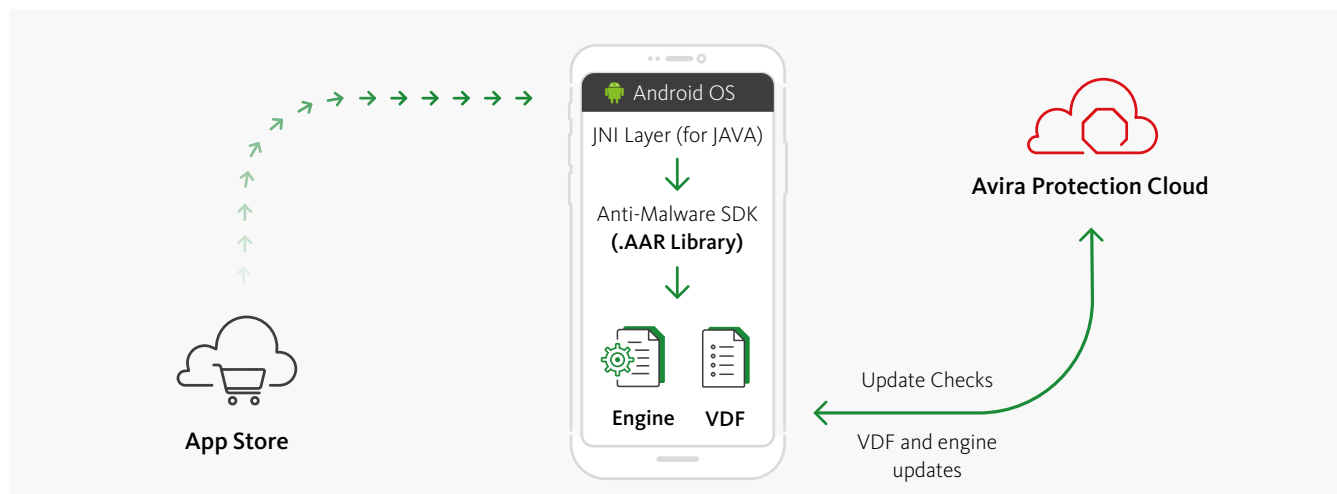 Android OS
JNI Layer (for JAVA)
Anti-Malware SDK
(.AAR Library)
Engine
VDF
App Store
Avira Protection Cloud
Update Checks
VDF and engine
updates